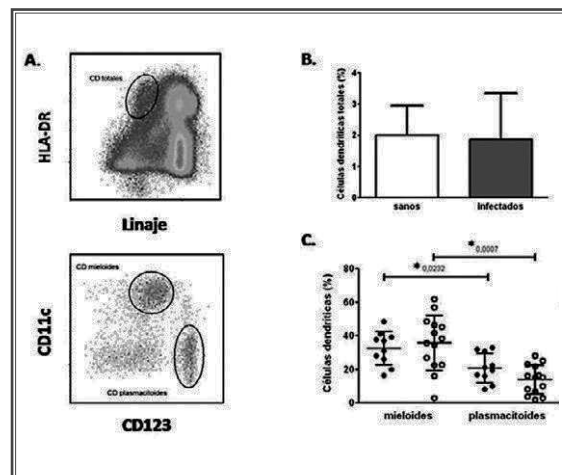 A.
CD totales
HLA-DR
Linaje
CD mieloides
CD11c
CD plasmacitoides
CD123
B.
Células dendríticas totales (%)
4
3
2
1
0
sanos
Infectados
C.
* 0,0007
* 0,0232
Células dendríticas (%)
80
60
40
20
0
mieloides
plasmacitoides